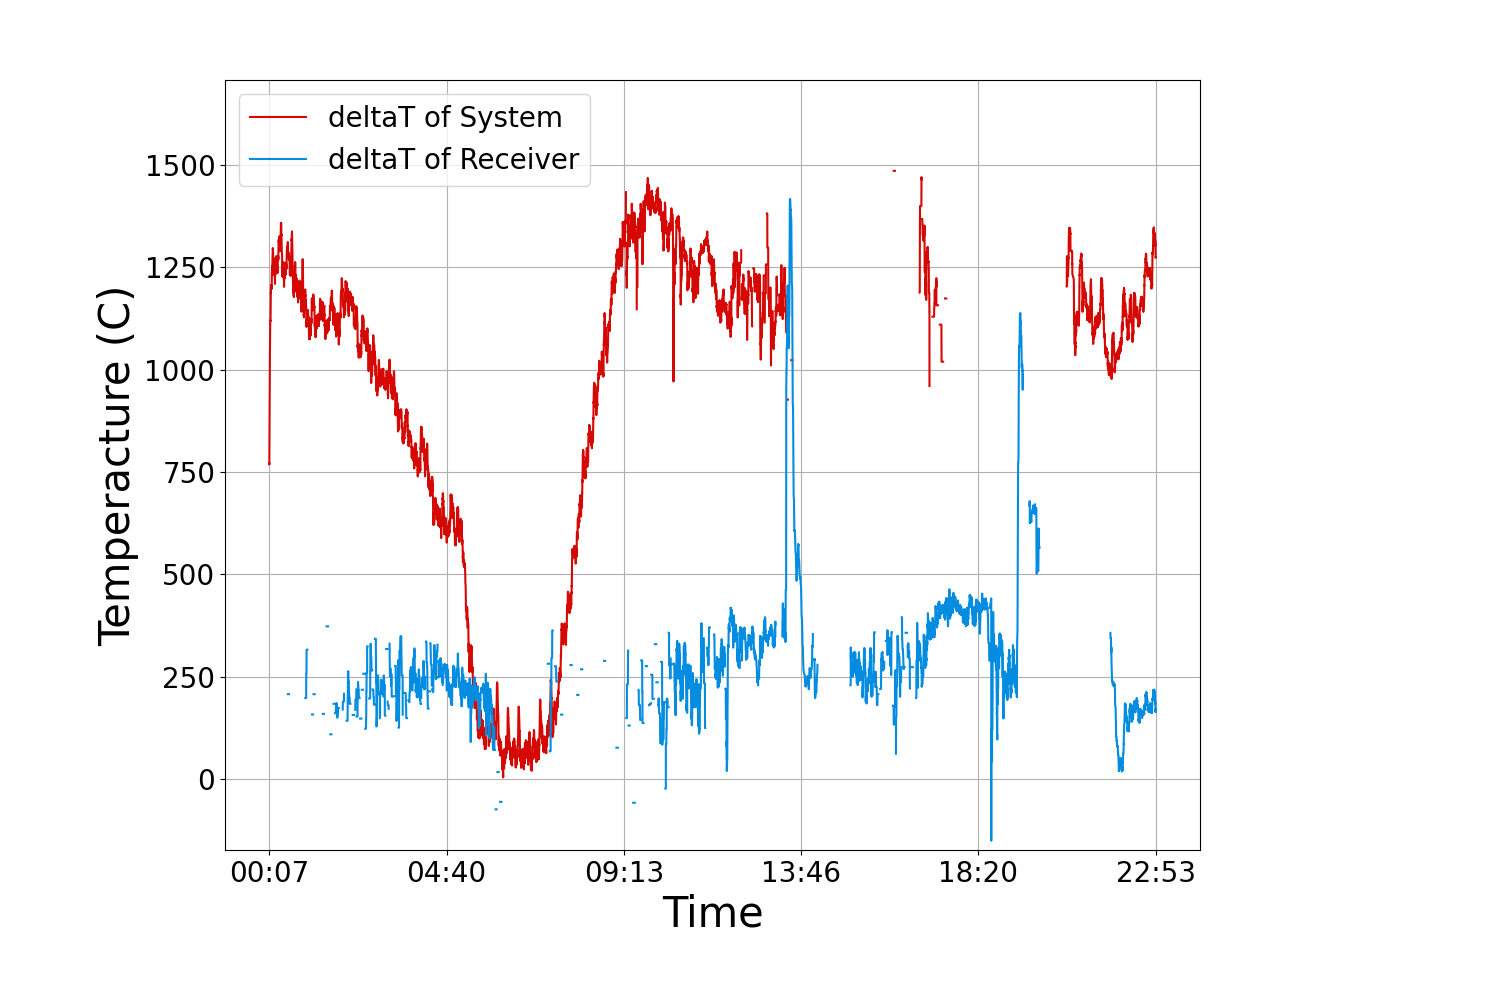 deltaT of System
deltaT of Receiver
1500
1250
1000
750
500
250
0
Temperacture (C)
00:07 04:40 09:13 13:46 18:20 22:53
Time